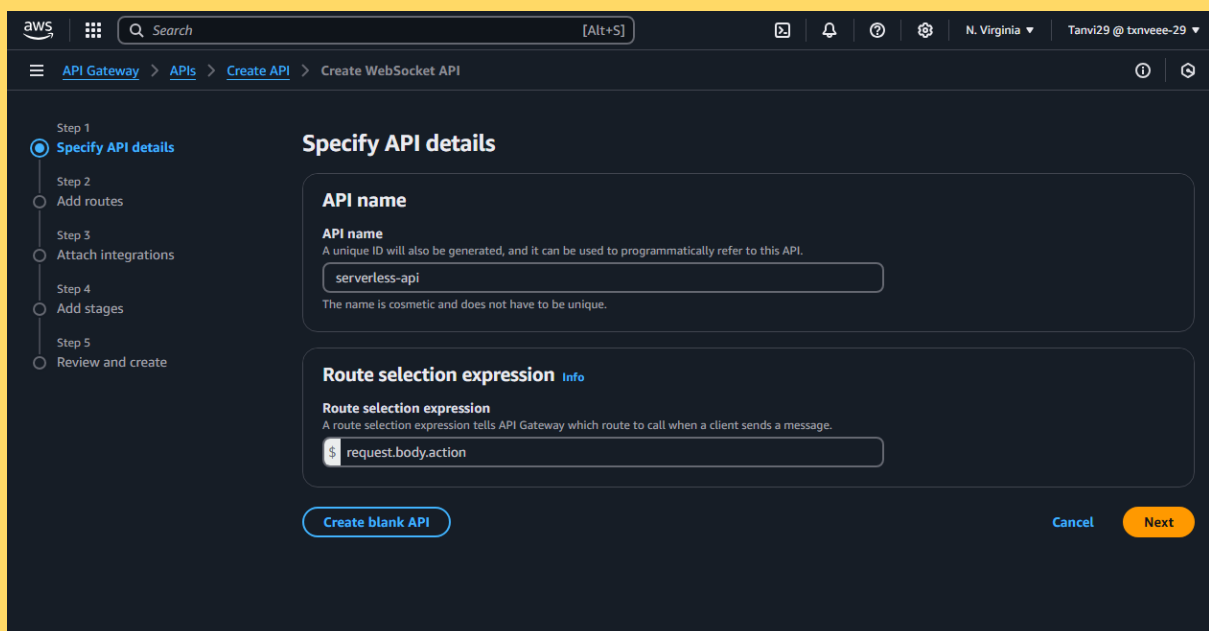 aws
Search [Alt+S] N. Virginia ▼ Tanvi29 @ txnveee-29 ▼
API Gateway > APIs > Create API > Create WebSocket API
Step 1
Specify API details
Step 2
Add routes
Step 3
Attach integrations
Step 4
Add stages
Step 5
Review and create
Specify API details
API name
API name
A unique ID will also be generated, and it can be used to programmatically refer to this API.
serverless-api
The name is cosmetic and does not have to be unique.
Route selection expression Info
Route selection expression
A route selection expression tells API Gateway which route to call when a client sends a message.
$ request.body.action
Create blank API Cancel Next